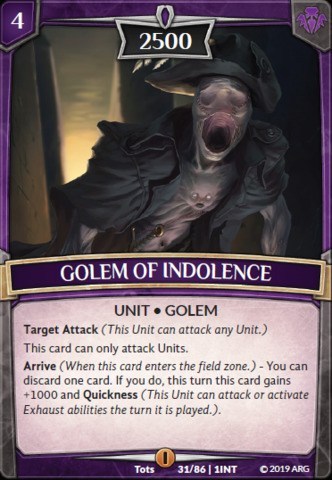 4
2500
GOLEM OF INDOLENCE
UNIT • GOLEM
Target Attack (This Unit can attack any Unit.)
This card can only attack Units.
Arrive (When this card enters the field zone.) - You can
discard one card. If you do, this turn this card gains
+1000 and Quickness (This Unit can attack or activate
Exhaust abilities the turn it is played.).
Tots 31/86 | 1INT © 2019 ARG